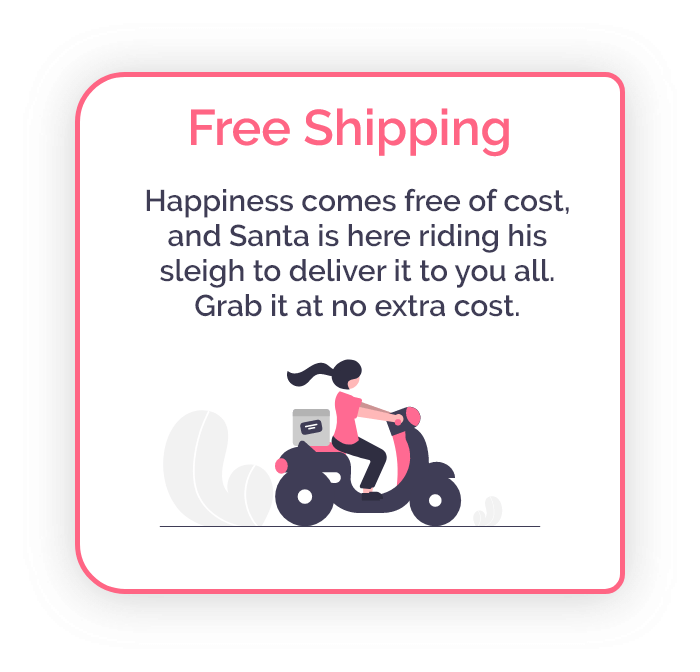 Free Shipping
Happiness comes free of cost,
and Santa is here riding his
sleigh to deliver it to you all.
Grab it at no extra cost.